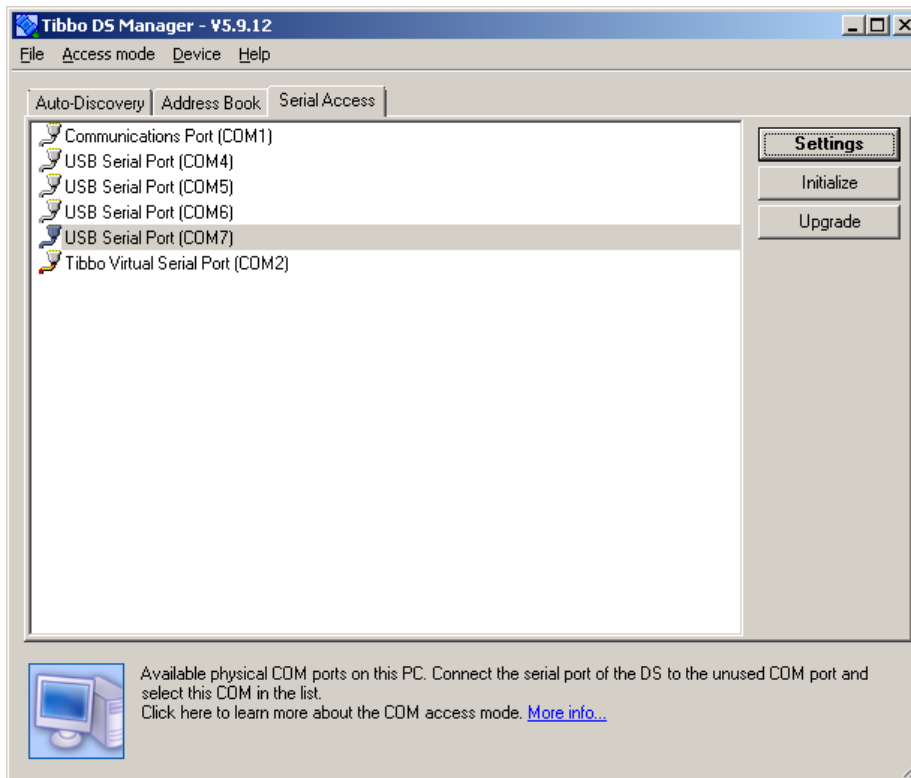 Tibbo DS Manager - V5.9.12
File Access mode Device Help
Auto-Discovery Address Book Serial Access
Communications Port (COM1)
USB Serial Port (COM4)
USB Serial Port (COM5)
USB Serial Port (COM6)
USB Serial Port (COM7)
Tibbo Virtual Serial Port (COM2)
Settings
Initialize
Upgrade
Available physical COM ports on this PC. Connect the serial port of the DS to the unused COM port and
select this COM in the list.
Click here to learn more about the COM access mode. More info...